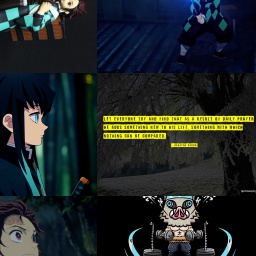 LET EVERYONE TRY AND FIND THAT AS A RESULT OF DAILY PRAYER
HE ADDS SOMETHING NEW TO HIS LIFE, SOMETHING WITH WHICH
NOTHING CAN BE COMPARED.